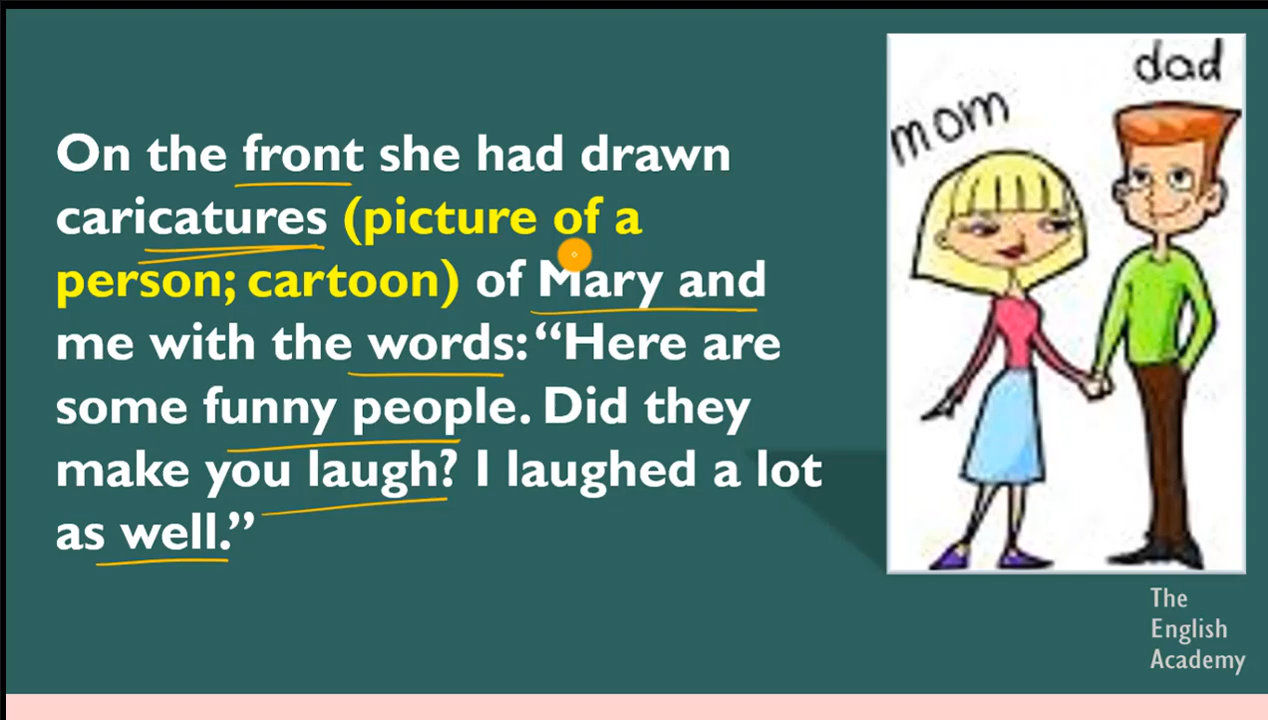 On the front she had drawn
caricatures (picture of a
person; cartoon) of Mary and
me with the words: “Here are
some funny people. Did they
make you laugh? I laughed a lot
as well.”
mom
dad
The
English
Academy